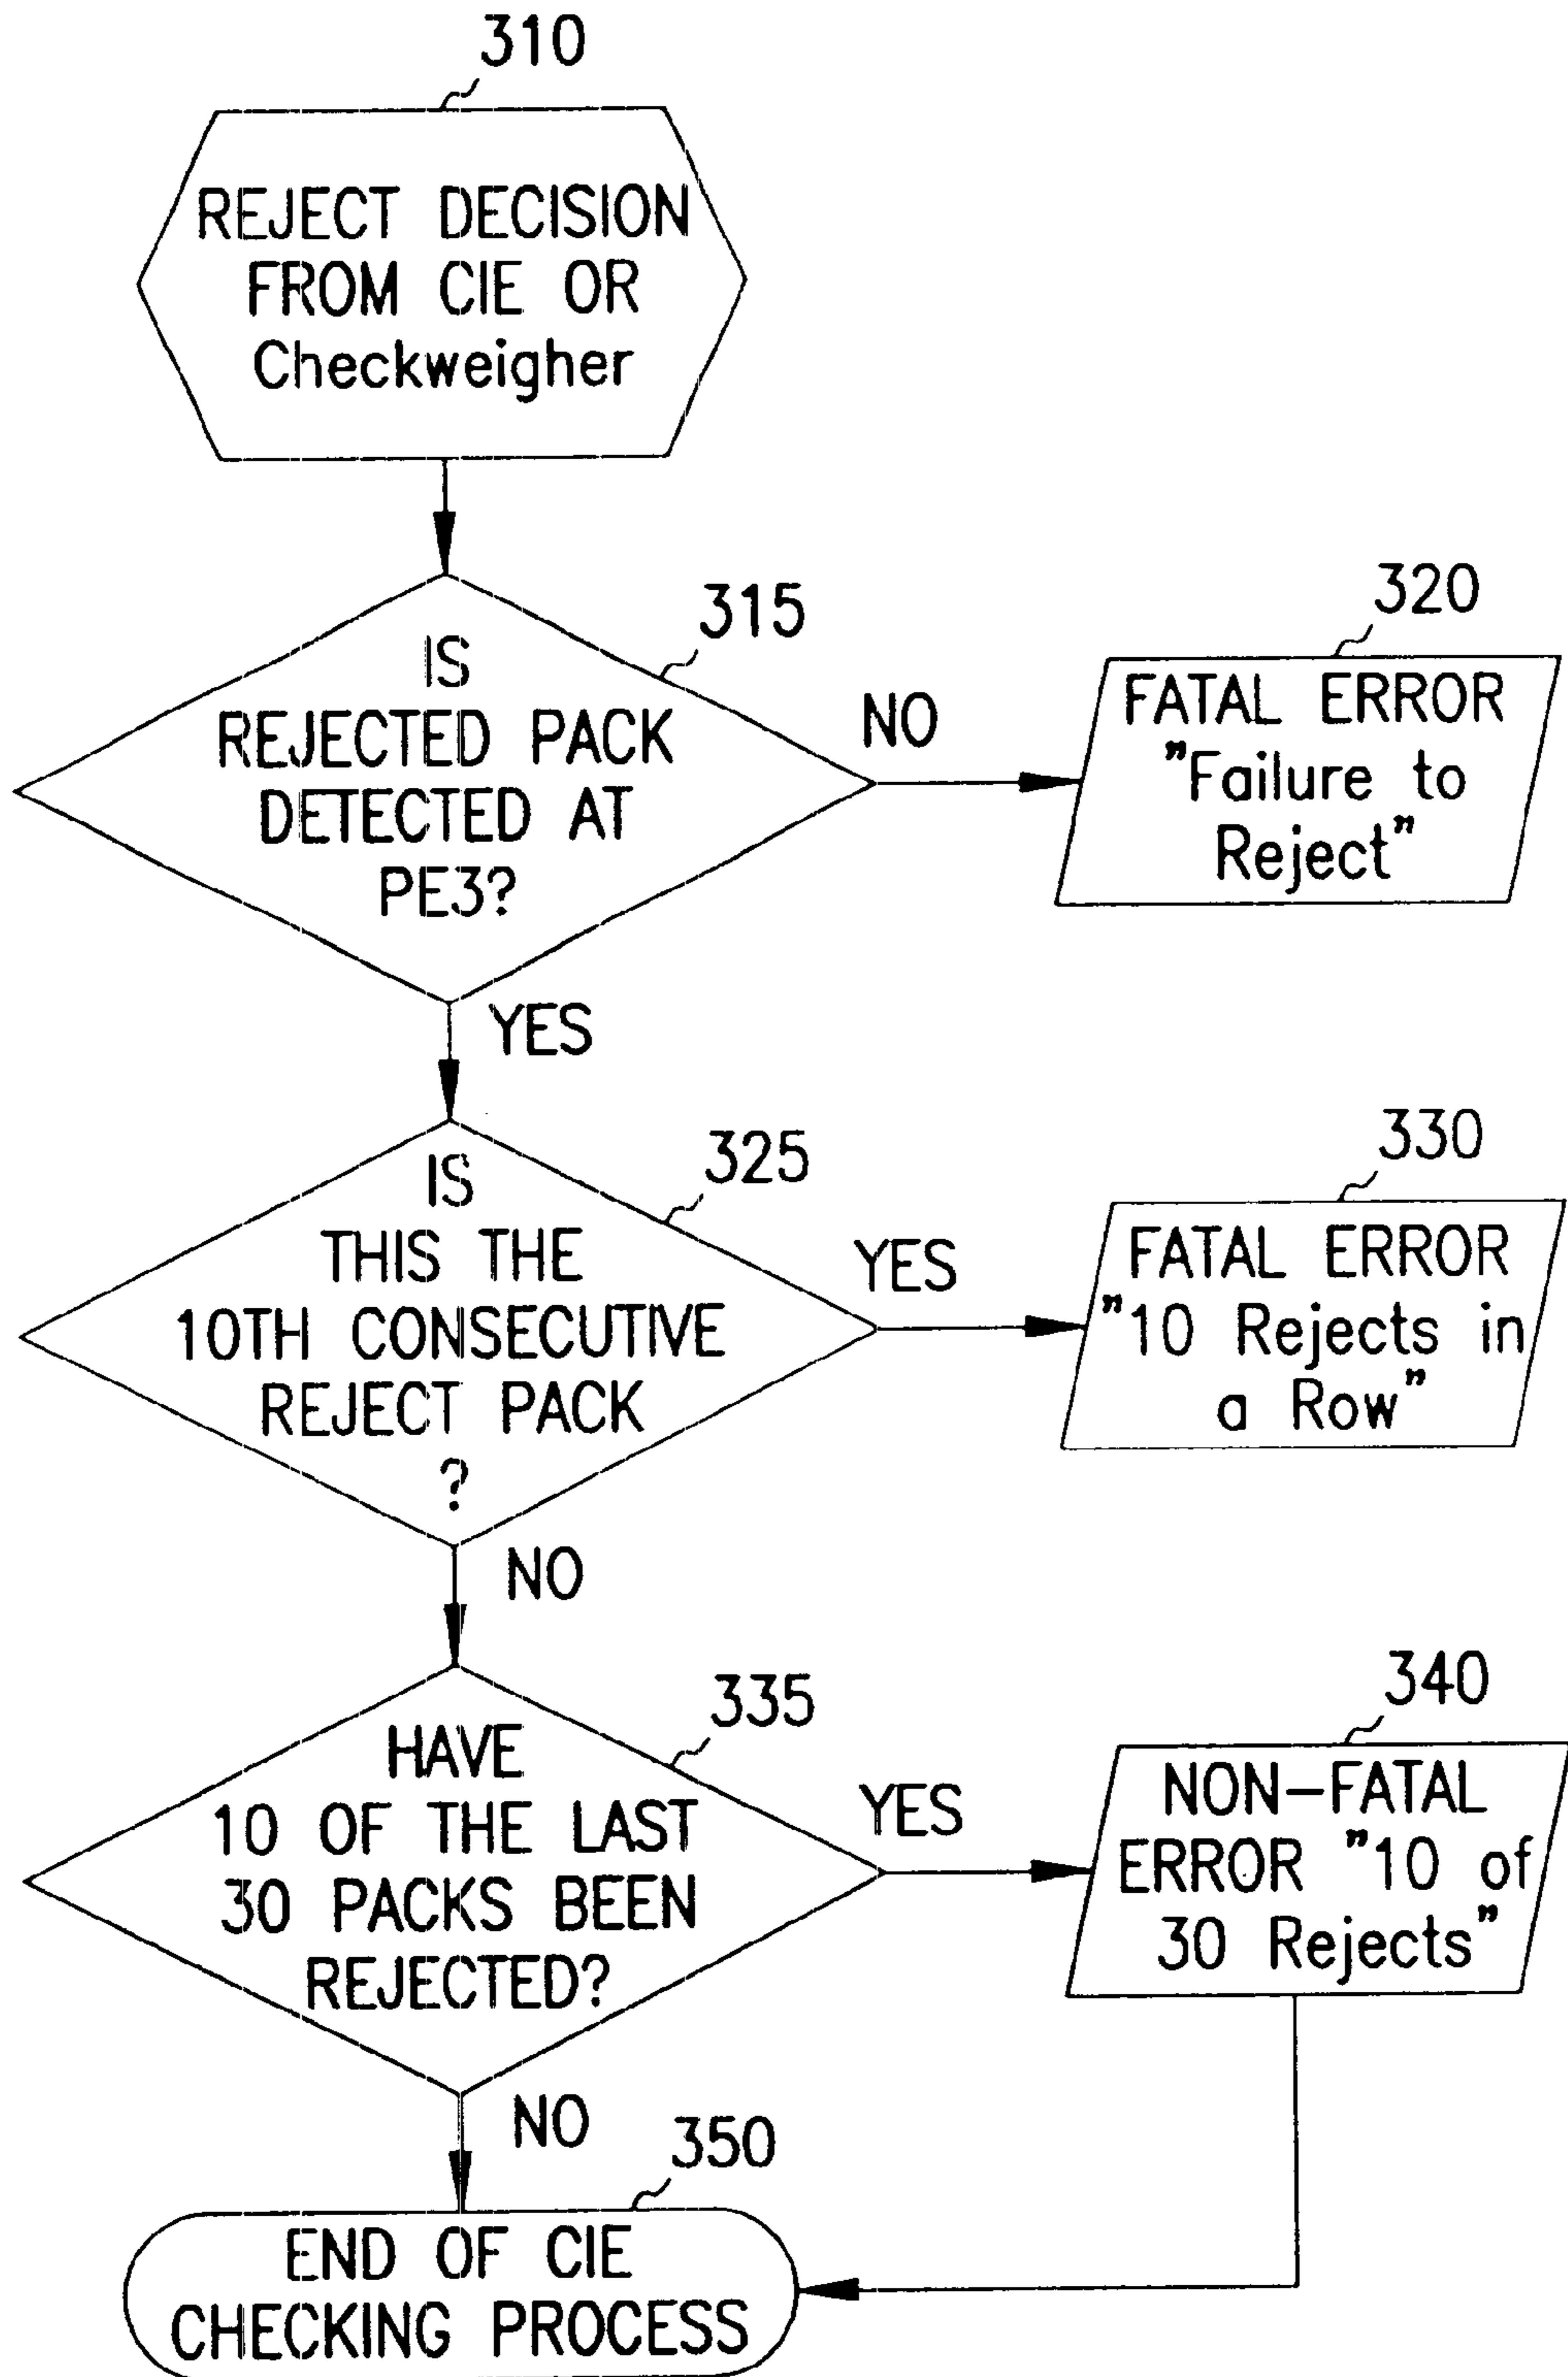 310
REJECT DECISION
FROM CIE OR
Checkweigher
315
IS
REJECTED PACK
DETECTED AT
PE3?
NO
320
FATAL ERROR
"Failure to
Reject"
YES
325
IS
THIS THE
10TH CONSECUTIVE
REJECT PACK
?
YES
330
FATAL ERROR
"10 Rejects in
a Row"
NO
335
HAVE
10 OF THE LAST
30 PACKS BEEN
REJECTED?
YES
340
NON-FATAL
ERROR "10 of
30 Rejects"
NO
350
END OF CIE
CHECKING PROCESS